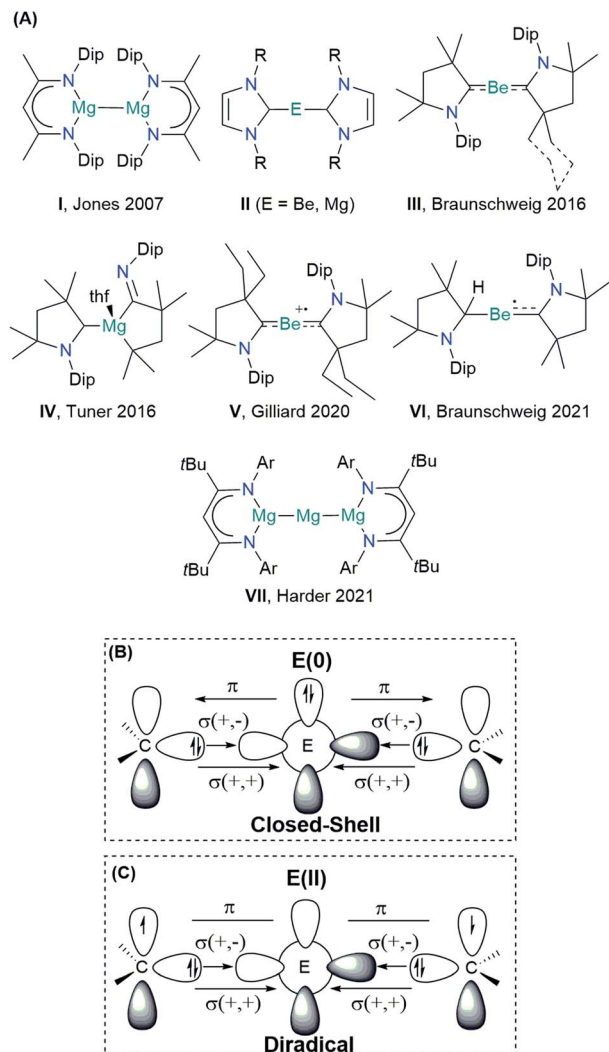 (A)
Dip Dip
N N
Mg Mg
N N
Dip Dip
I, Jones 2007
R R
N N
E
N N
R R
II (E = Be, Mg)
Dip
N
Be
N
Dip
III, Braunschweig 2016
Dip
N
thf
Mg
N
Dip
IV, Tuner 2016
Dip
N
+•
Be
N
Dip
V, Gilliard 2020
Dip
H N
•
Be
N
Dip
VI, Braunschweig 2021
tBu Ar Ar tBu
N N
Mg Mg Mg
N N
tBu Ar Ar tBu
VII, Harder 2021
(B)
E(0)
π π
σ(+,-) σ(+,-)
C E C
σ(+,+) σ(+,+)
Closed-Shell
(C)
E(II)
π π
σ(+,-) σ(+,-)
C E C
σ(+,+) σ(+,+)
Diradical